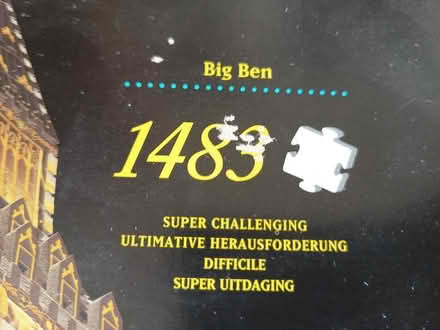 Big Ben
1483
SUPER CHALLENGING
ULTIMATIVE HERAUSFORDERUNG
DIFFICILE
SUPER UITDAGING